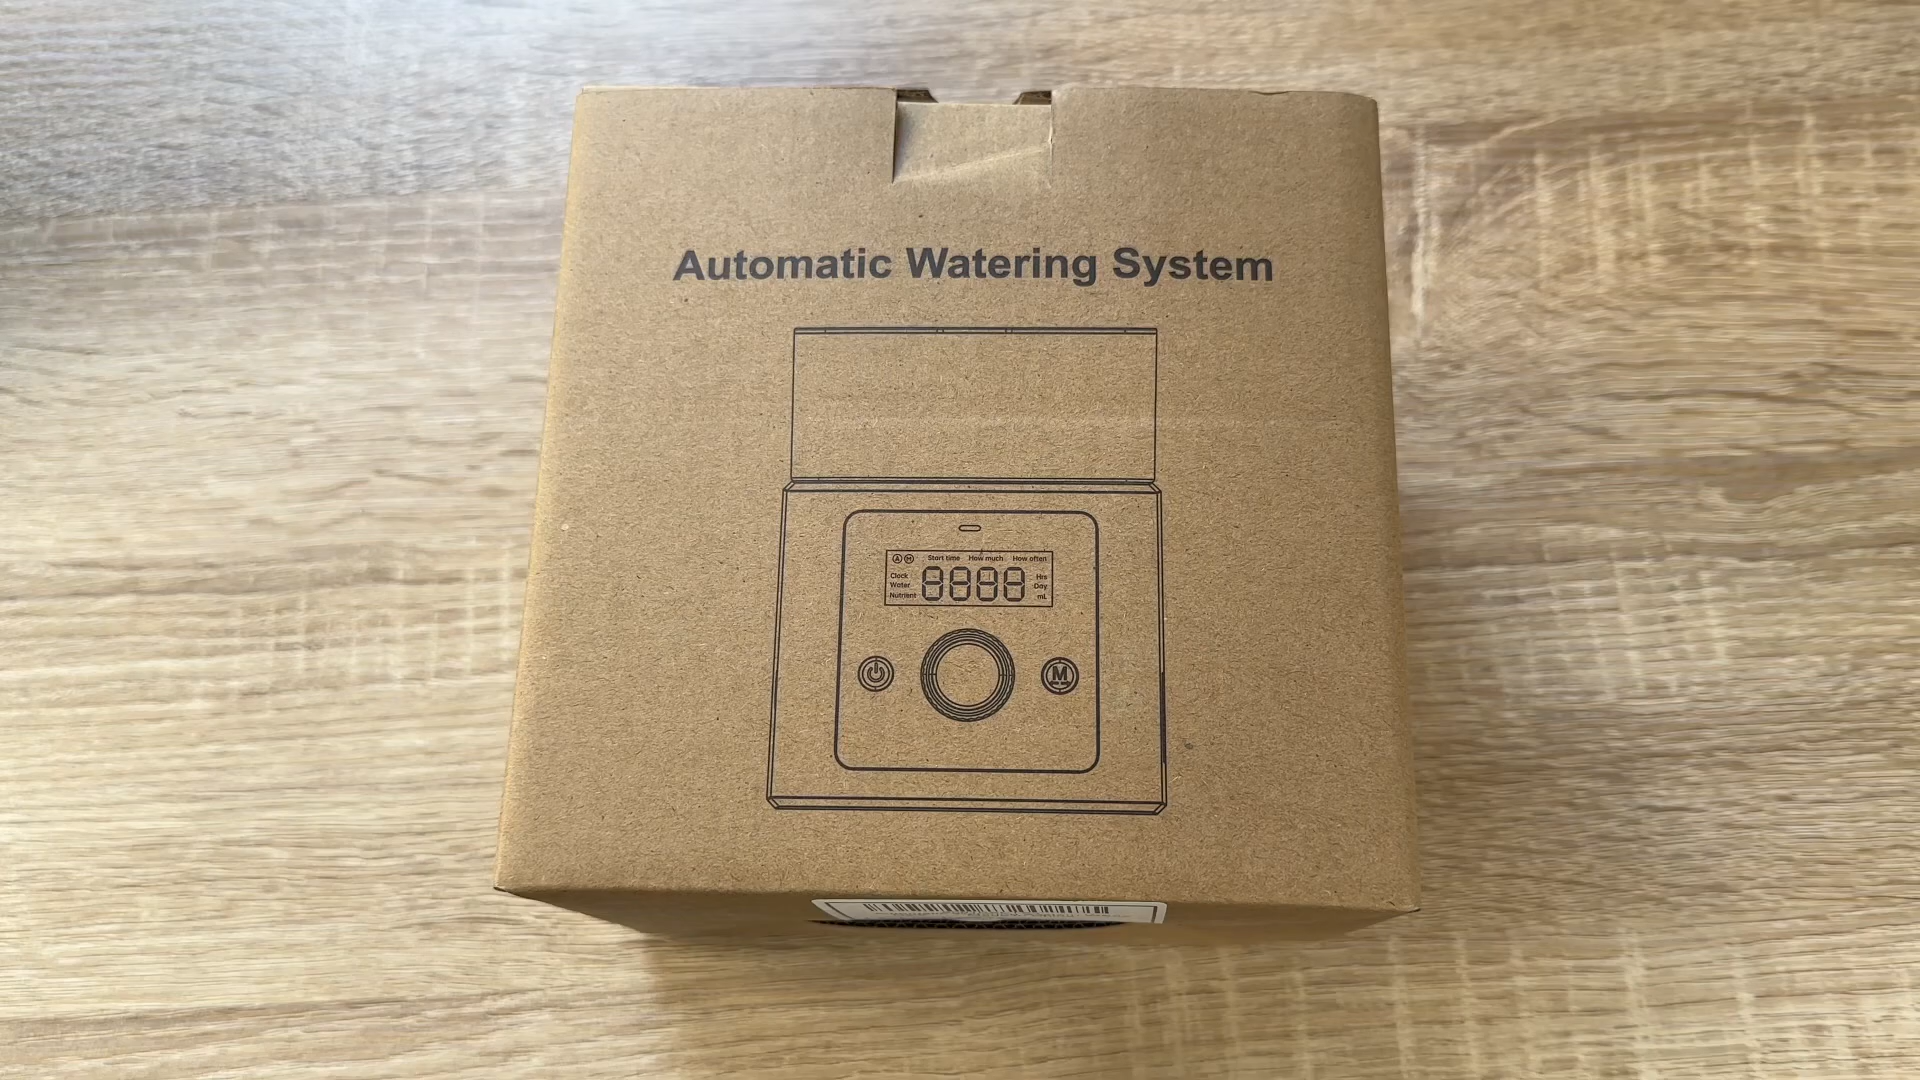 Automatic Watering System
A M Start time How much How often
Clock 8888 Hrs
Water Day
Nutrient mL
M